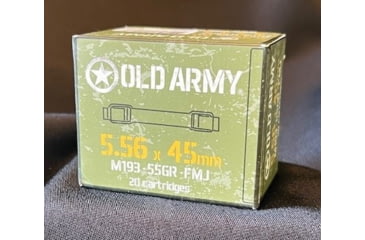 OLD ARMY
5.56 x 45mm
M193 -55GR -FMJ
20 cartridges